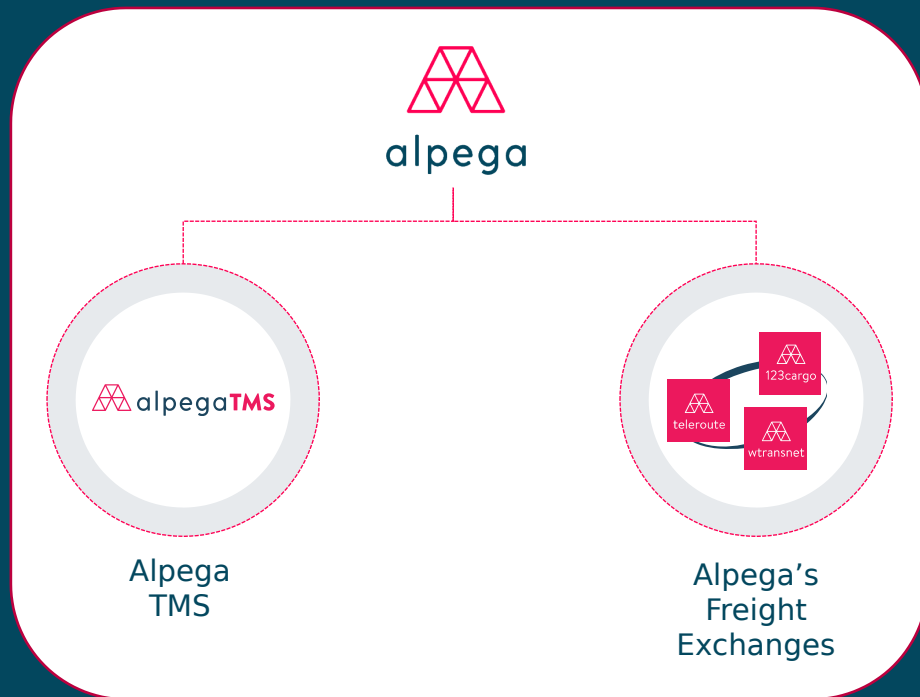 alpega
alpegaTMS
123cargo
teleroute
wtransnet
Alpega
TMS
Alpega’s
Freight
Exchanges